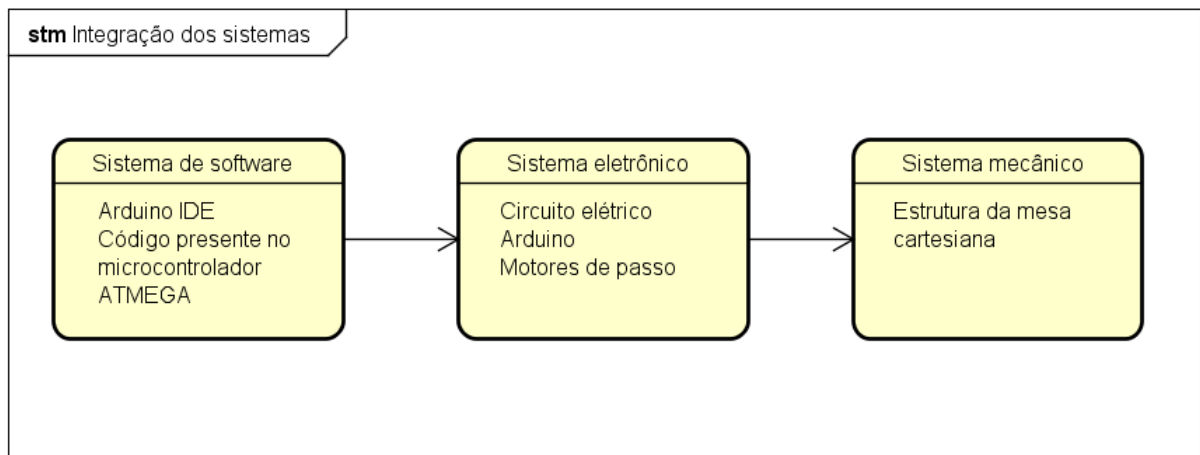 stm Integração dos sistemas
Sistema de software
Arduino IDE
Código presente no
microcontrolador
ATMEGA
Sistema eletrônico
Circuito elétrico
Arduino
Motores de passo
Sistema mecânico
Estrutura da mesa
cartesiana